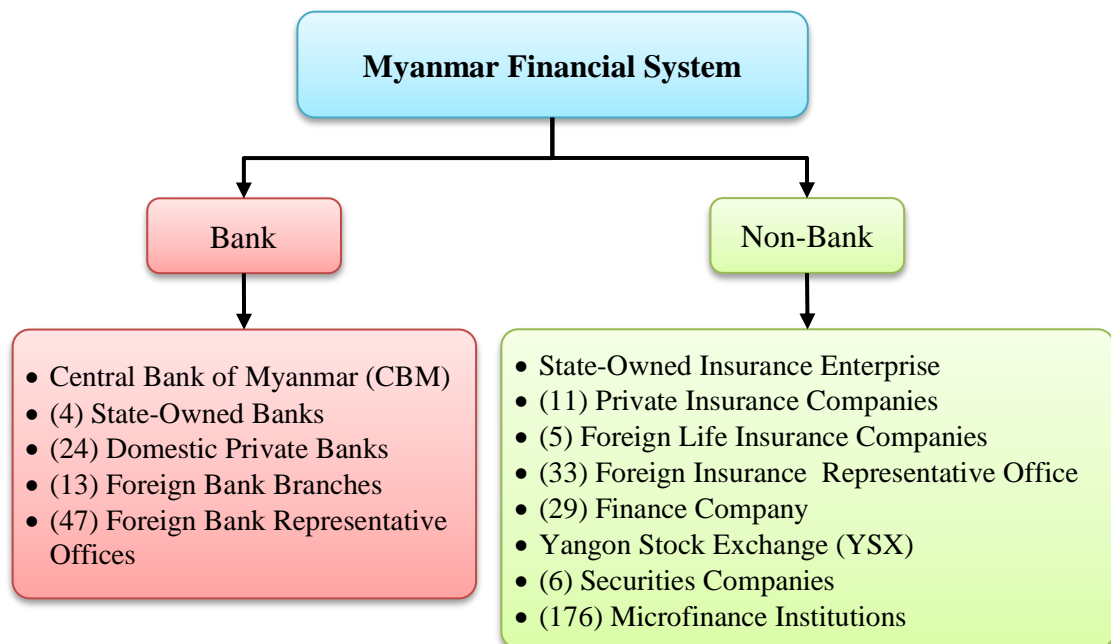 Myanmar Financial System
Bank
Non-Bank
• Central Bank of Myanmar (CBM)
• (4) State-Owned Banks
• (24) Domestic Private Banks
• (13) Foreign Bank Branches
• (47) Foreign Bank Representative
Offices
• State-Owned Insurance Enterprise
• (11) Private Insurance Companies
• (5) Foreign Life Insurance Companies
• (33) Foreign Insurance Representative Office
• (29) Finance Company
• Yangon Stock Exchange (YSX)
• (6) Securities Companies
• (176) Microfinance Institutions